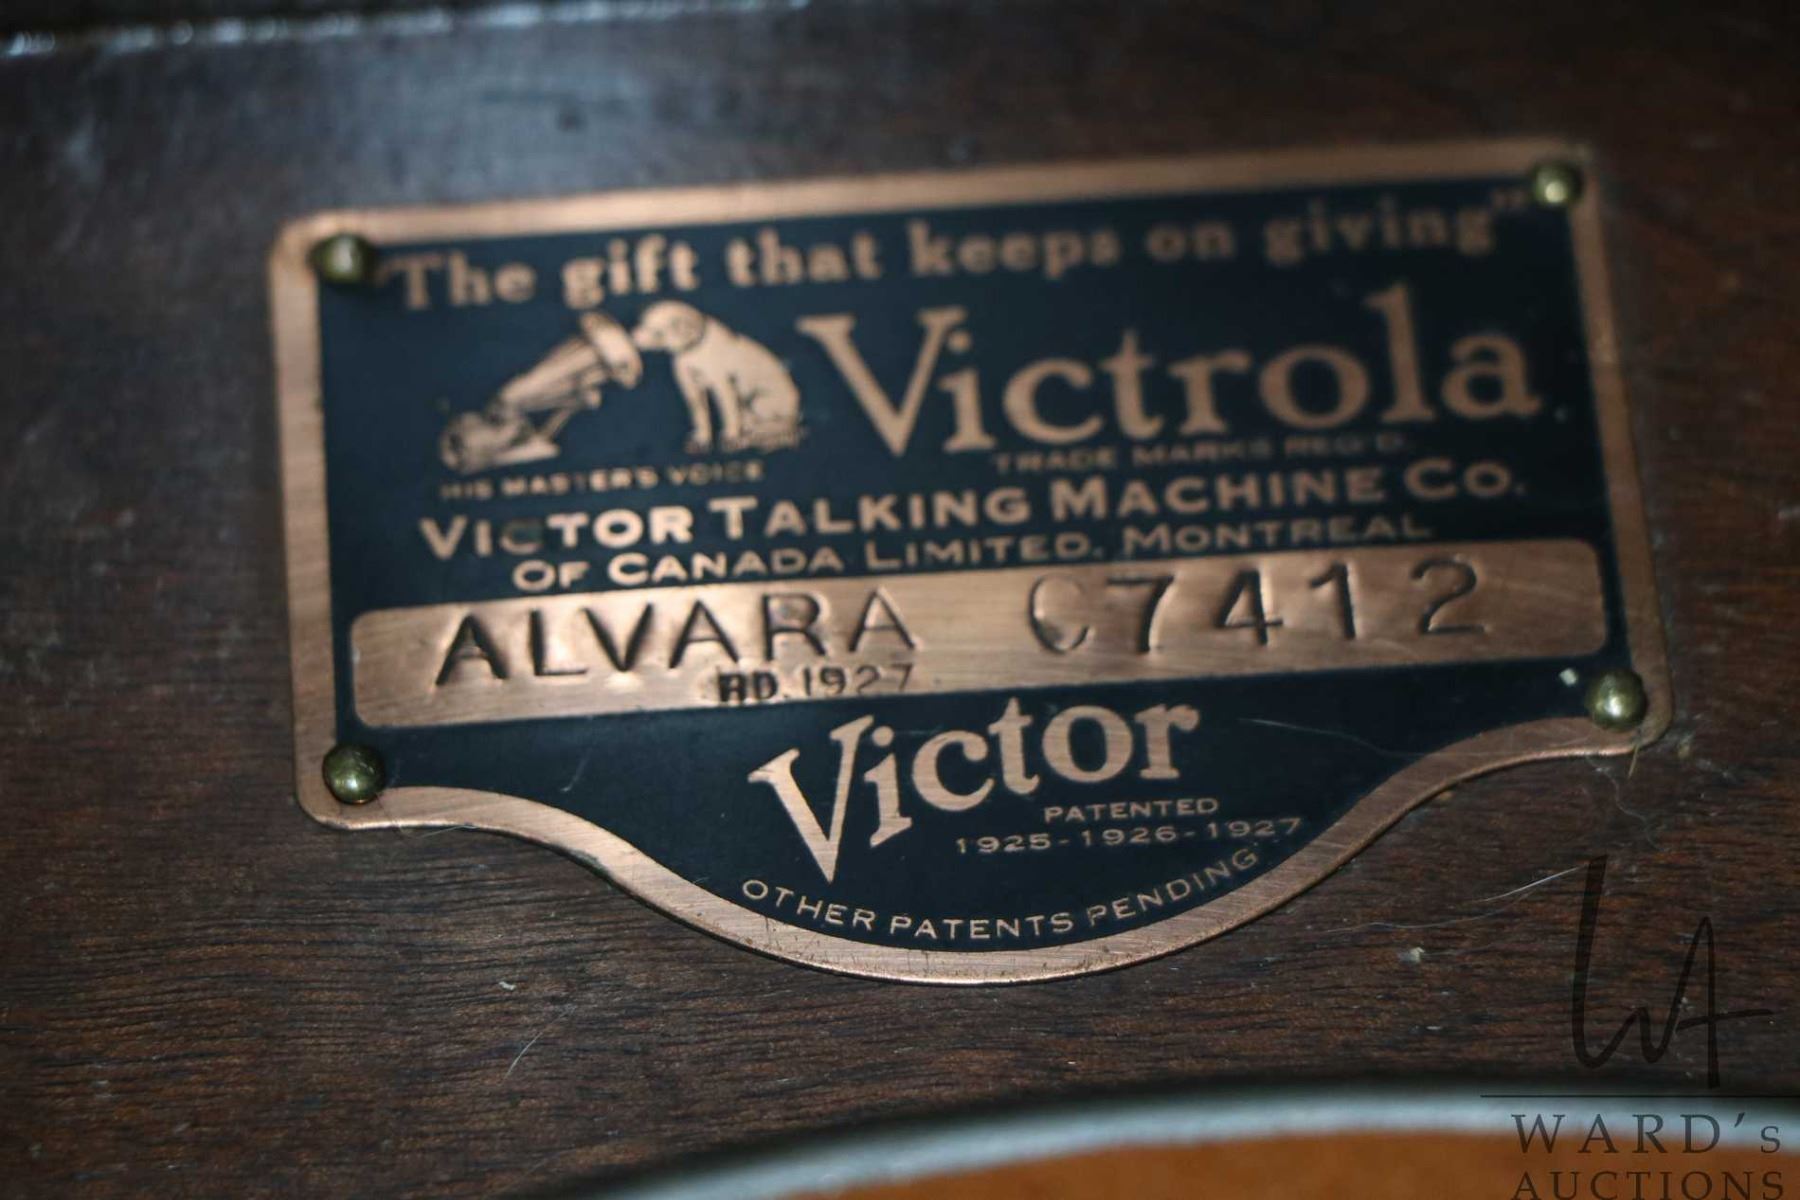 "The gift that keeps on giving"
Victrola
HIS MASTER'S VOICE
TRADE MARKS REG'D.
VICTOR TALKING MACHINE CO.
OF CANADA LIMITED. MONTREAL
ALVARA C7412
RD. 1927
Victor
PATENTED
1925-1926-1927
OTHER PATENTS PENDING
WA
WARD's
AUCTIONS